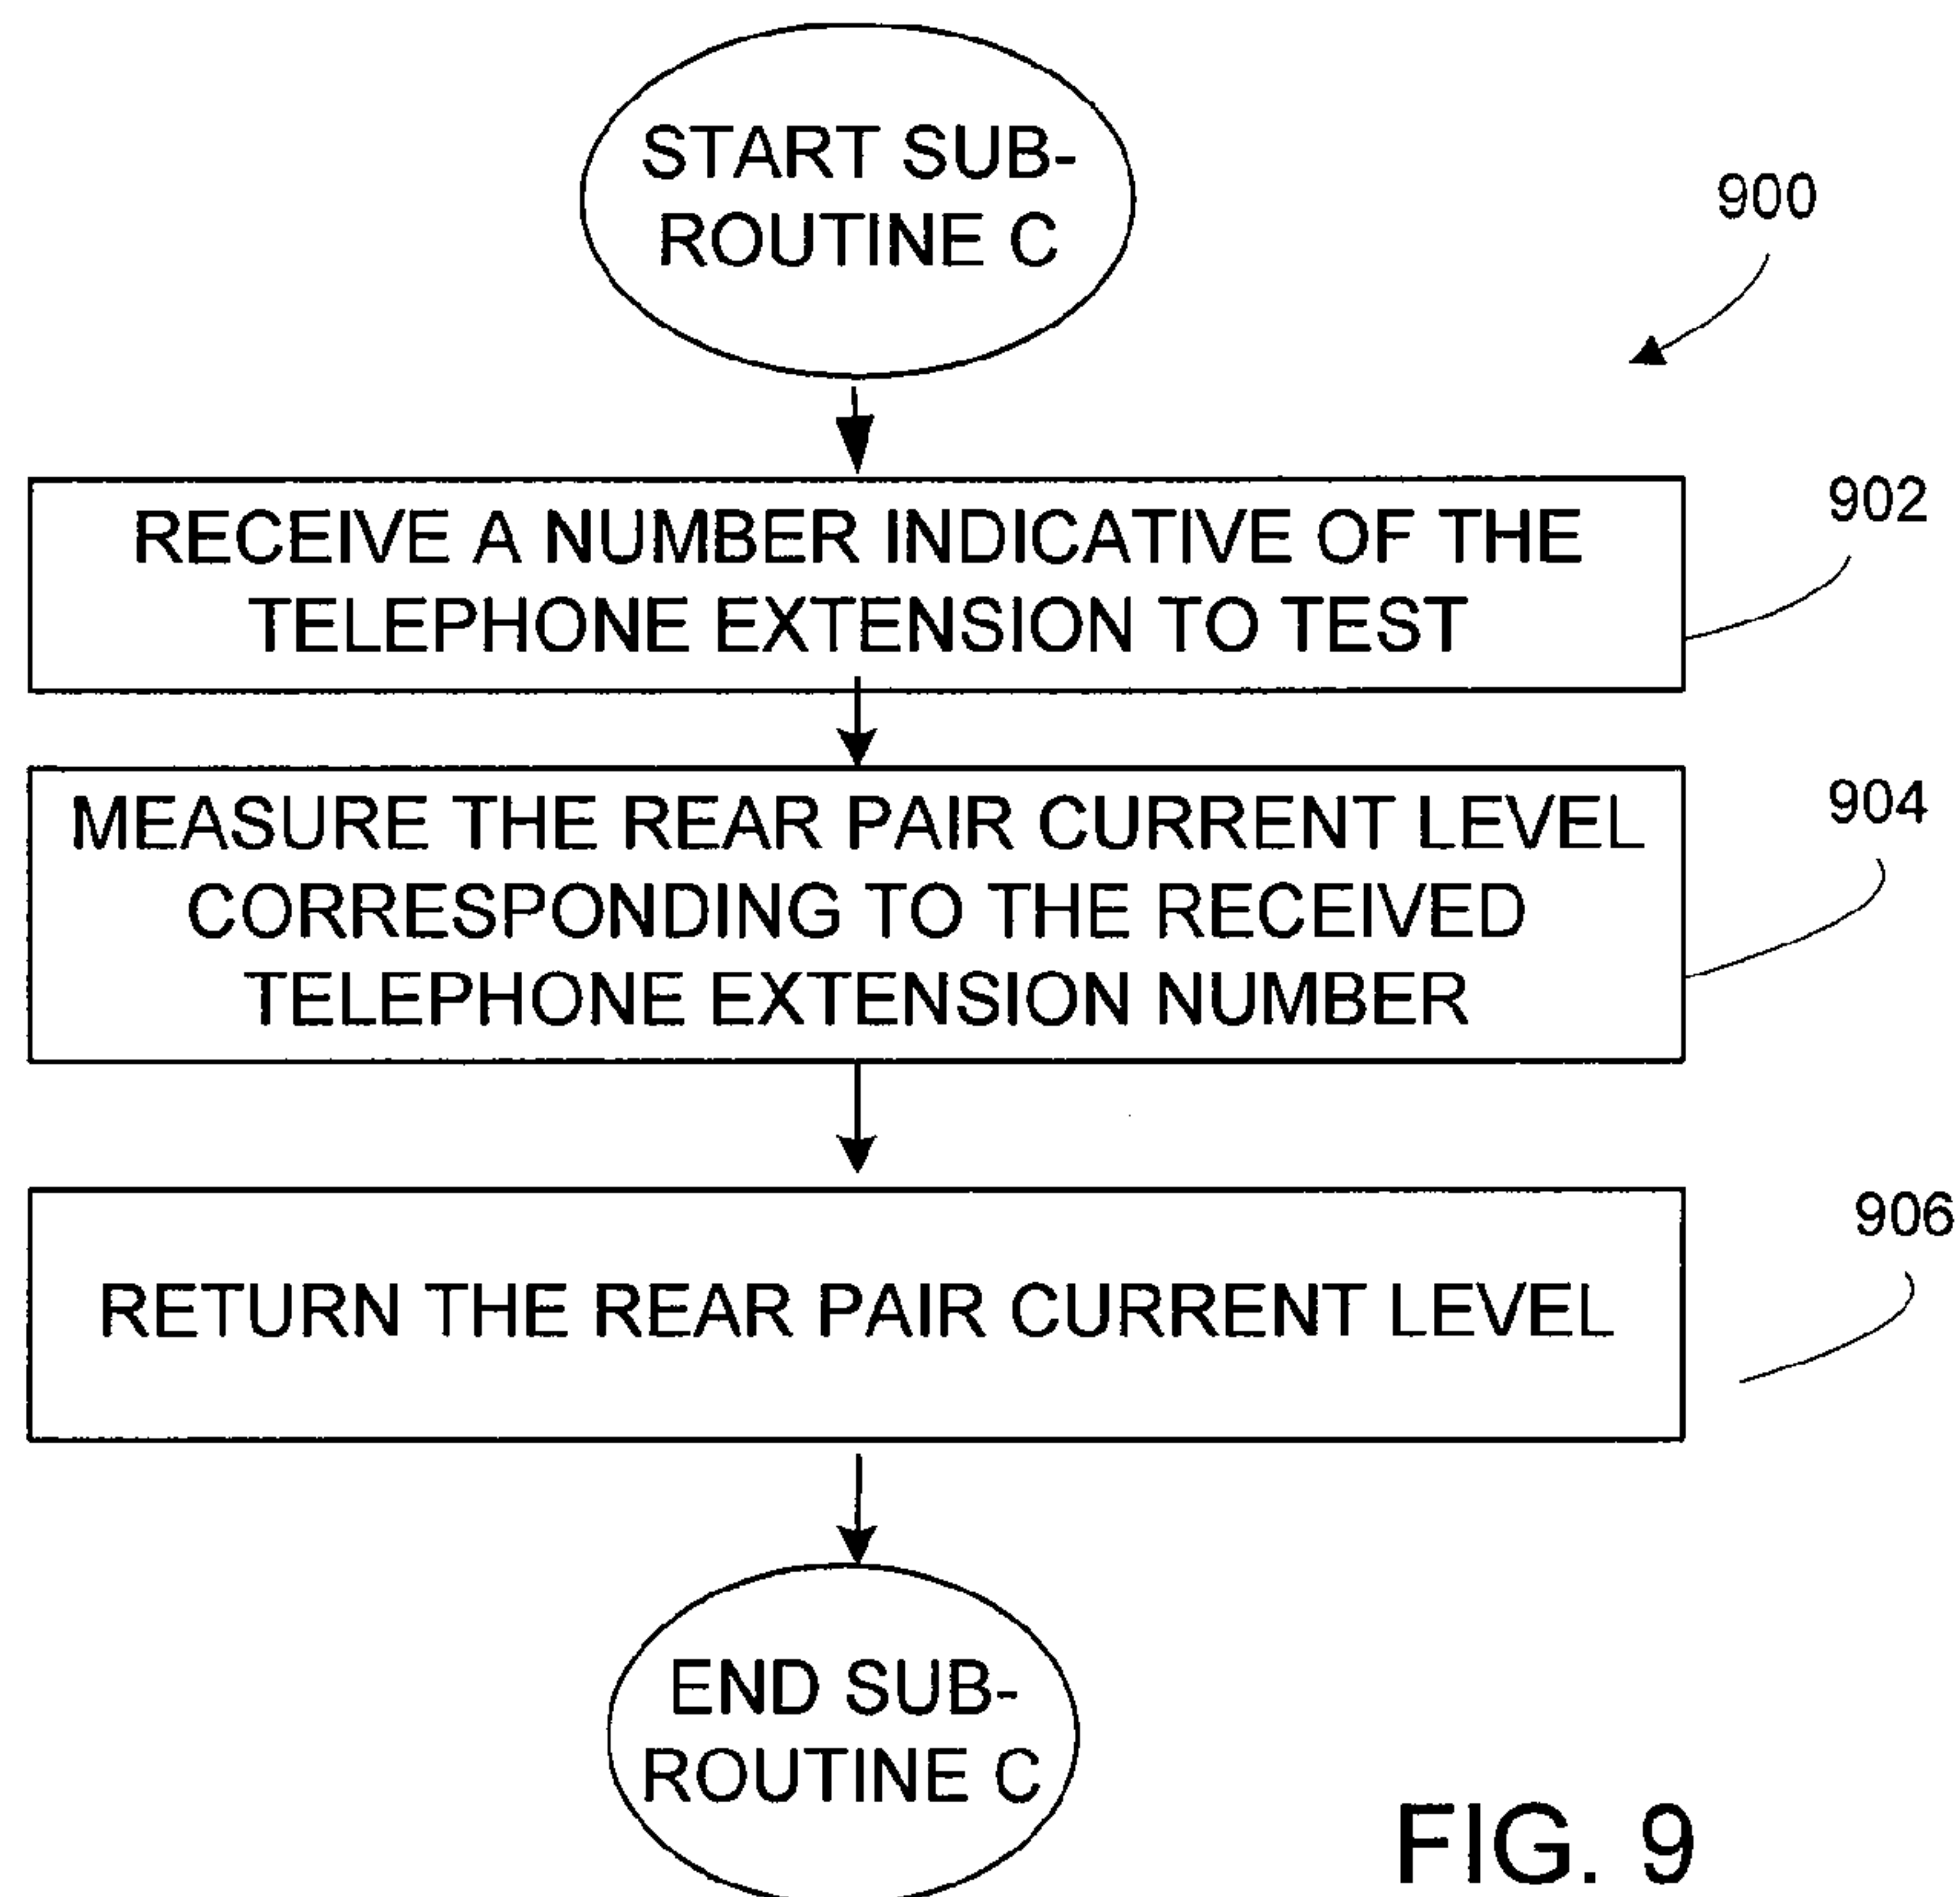 START SUB-
ROUTINE C
900
RECEIVE A NUMBER INDICATIVE OF THE
TELEPHONE EXTENSION TO TEST
902
MEASURE THE REAR PAIR CURRENT LEVEL
CORRESPONDING TO THE RECEIVED
TELEPHONE EXTENSION NUMBER
904
RETURN THE REAR PAIR CURRENT LEVEL
906
END SUB-
ROUTINE C
FIG. 9